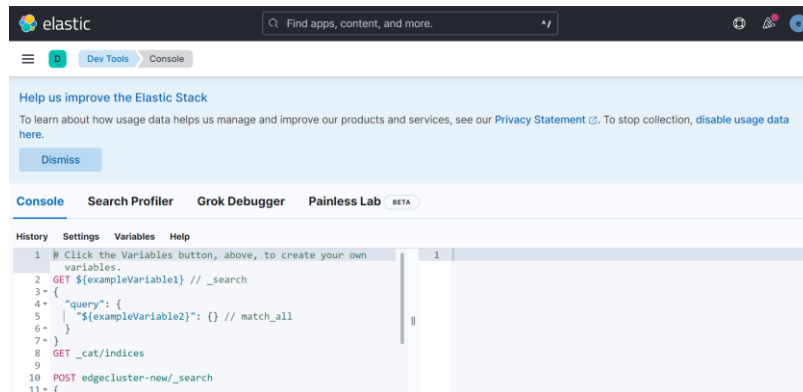 elastic
Find apps, content, and more.
^/
e
D
Dev Tools
Console
Help us improve the Elastic Stack
To learn about how usage data helps us manage and improve our products and services, see our Privacy Statement. To stop collection, disable usage data
here.
Dismiss
Console Search Profiler Grok Debugger Painless Lab BETA
History Settings Variables Help
1 # Click the Variables button, above, to create your own
variables.
2 GET ${exampleVariable1} // _search
3 {
4 "query": {
5 "${exampleVariable2}": {} // match_all
6 }
7 }
8 GET _cat/indices
9
10 POST edgecluster-new/_search
11 {
1